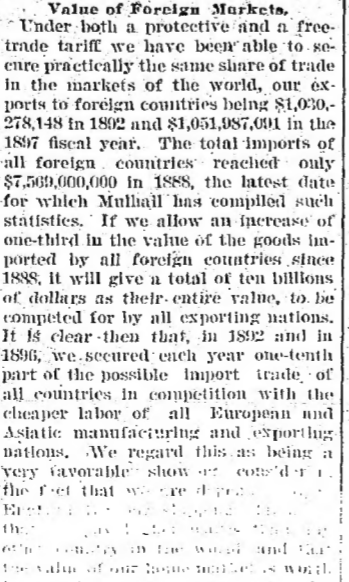 Value of Foreign Markets.
Under both a protective and a free-
trade tariff we have been able to se-
cure practically the same share of trade
in the markets of the world, our ex-
ports to foreign countries being $1,030,-
278,148 in 1892 and $1,051,987,091 in the
1897 fiscal year. The total imports of
all foreign countries reached only
$7,569,000,000 in 1888, the latest date
for which Mulhall has compiled such
statistics. If we allow an increase of
one-third in the value of the goods im-
ported by all foreign countries since
1888, it will give a total of ten billions
of dollars as their entire value, to be
competed for by all exporting nations.
It is clear then that, in 1892 and in
1896, we secured each year one-tenth
part of the possible import trade of
all countries in competition with the
cheaper labor of all European and
Asiatic manufacturing and exporting
nations. We regard this as being a
very favorable
the fact that we are
other country in the world and
the value of our home market is